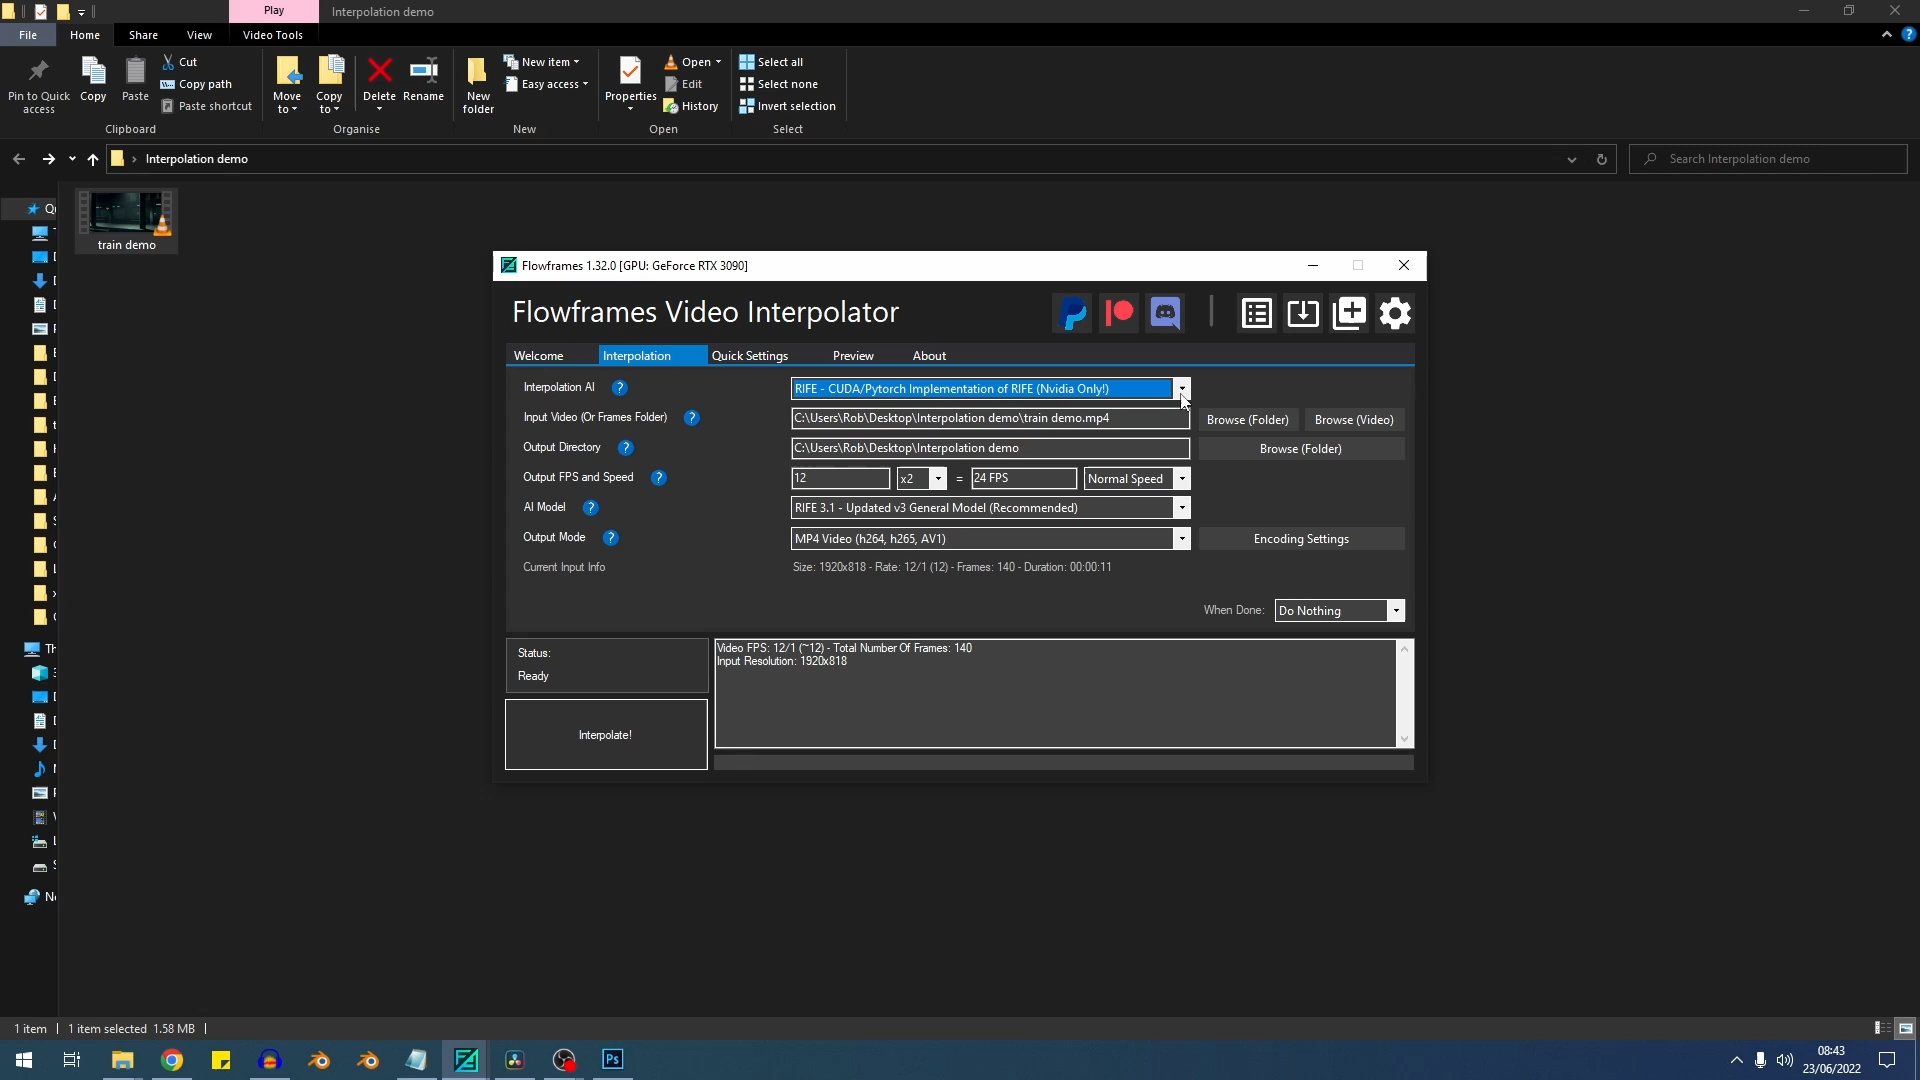 Play
Interpolation demo
File
Home
Share
View
Video Tools
Pin to Quick access
Copy
Paste
Cut
Copy path
Paste shortcut
Clipboard
Move to
Copy to
Delete
Rename
Organise
New folder
New item
Easy access
New
Properties
Open
Edit
History
Open
Select all
Select none
Invert selection
Select
Interpolation demo
Search Interpolation demo
train demo
Flowframes 1.32.0 [GPU: GeForce RTX 3090]
Flowframes Video Interpolator
Welcome
Interpolation
Quick Settings
Preview
About
Interpolation AI
?
RIFE - CUDA/Pytorch Implementation of RIFE (Nvidia Only!)
Input Video (Or Frames Folder)
?
C:\Users\Rob\Desktop\Interpolation demo\train demo.mp4
Browse (Folder)
Browse (Video)
Output Directory
?
C:\Users\Rob\Desktop\Interpolation demo
Browse (Folder)
Output FPS and Speed
?
12
x2
=
24 FPS
Normal Speed
AI Model
?
RIFE 3.1 - Updated v3 General Model (Recommended)
Output Mode
?
MP4 Video (h264, h265, AV1)
Encoding Settings
Current Input Info
Size: 1920x818 - Rate: 12/1 (12) - Frames: 140 - Duration: 00:00:11
When Done:
Do Nothing
Status:
Ready
Video FPS: 12/1 (~12) - Total Number Of Frames: 140
Input Resolution: 1920x818
Interpolate!
1 item
1 item selected 1.58 MB
Ps
08:43
23/06/2022